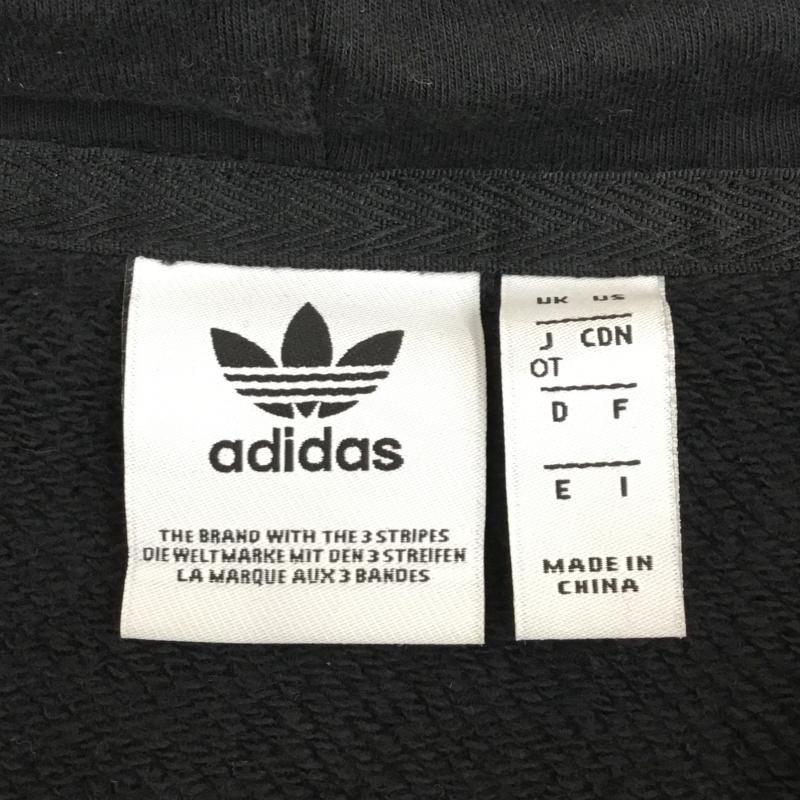 adidas
THE BRAND WITH THE 3 STRIPES
DIE WELTMARKE MIT DEN 3 STREIFEN
LA MARQUE AUX 3 BANDES
UK US
J CDN
OT
D F
E I
MADE IN
CHINA